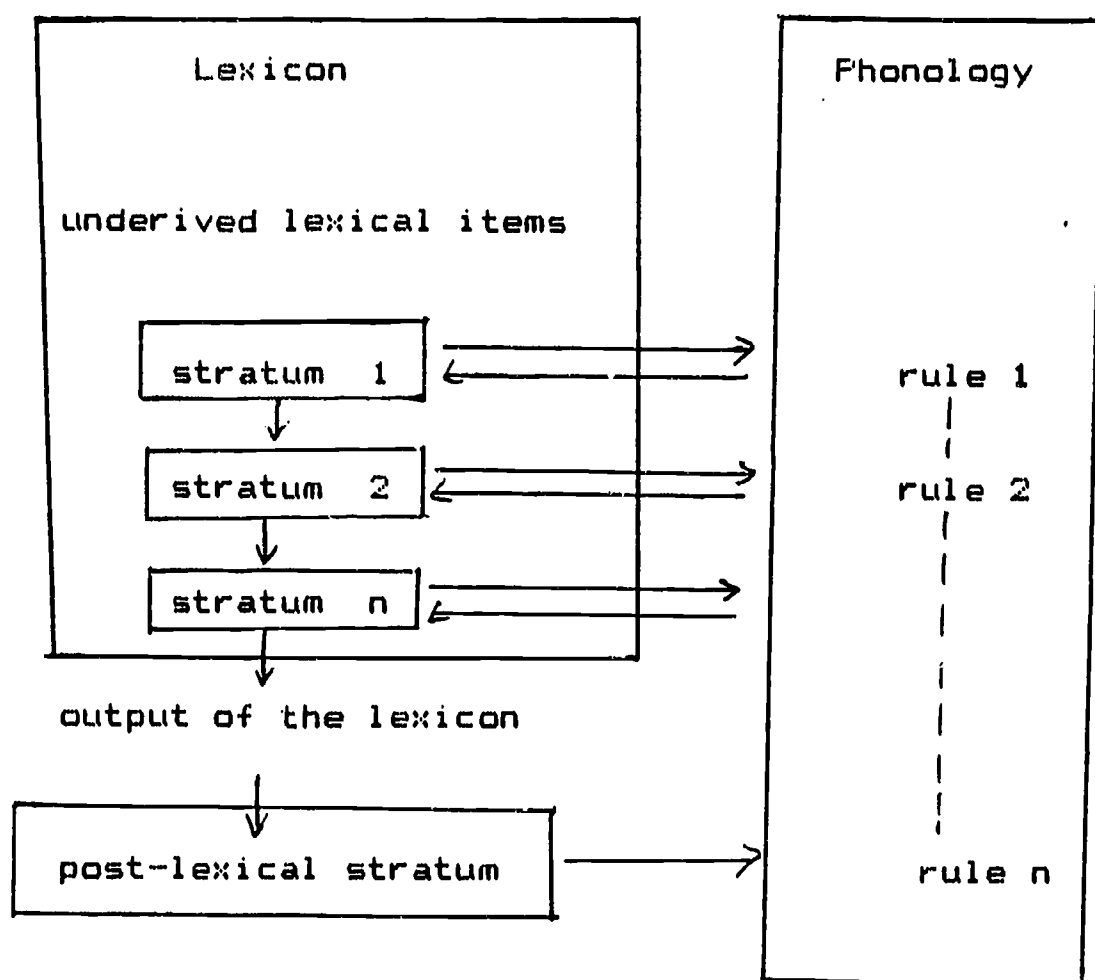 Lexicon
Phonology
underived lexical items
stratum 1
rule 1
stratum 2
rule 2
stratum n
output of the lexicon
post-lexical stratum
rule n